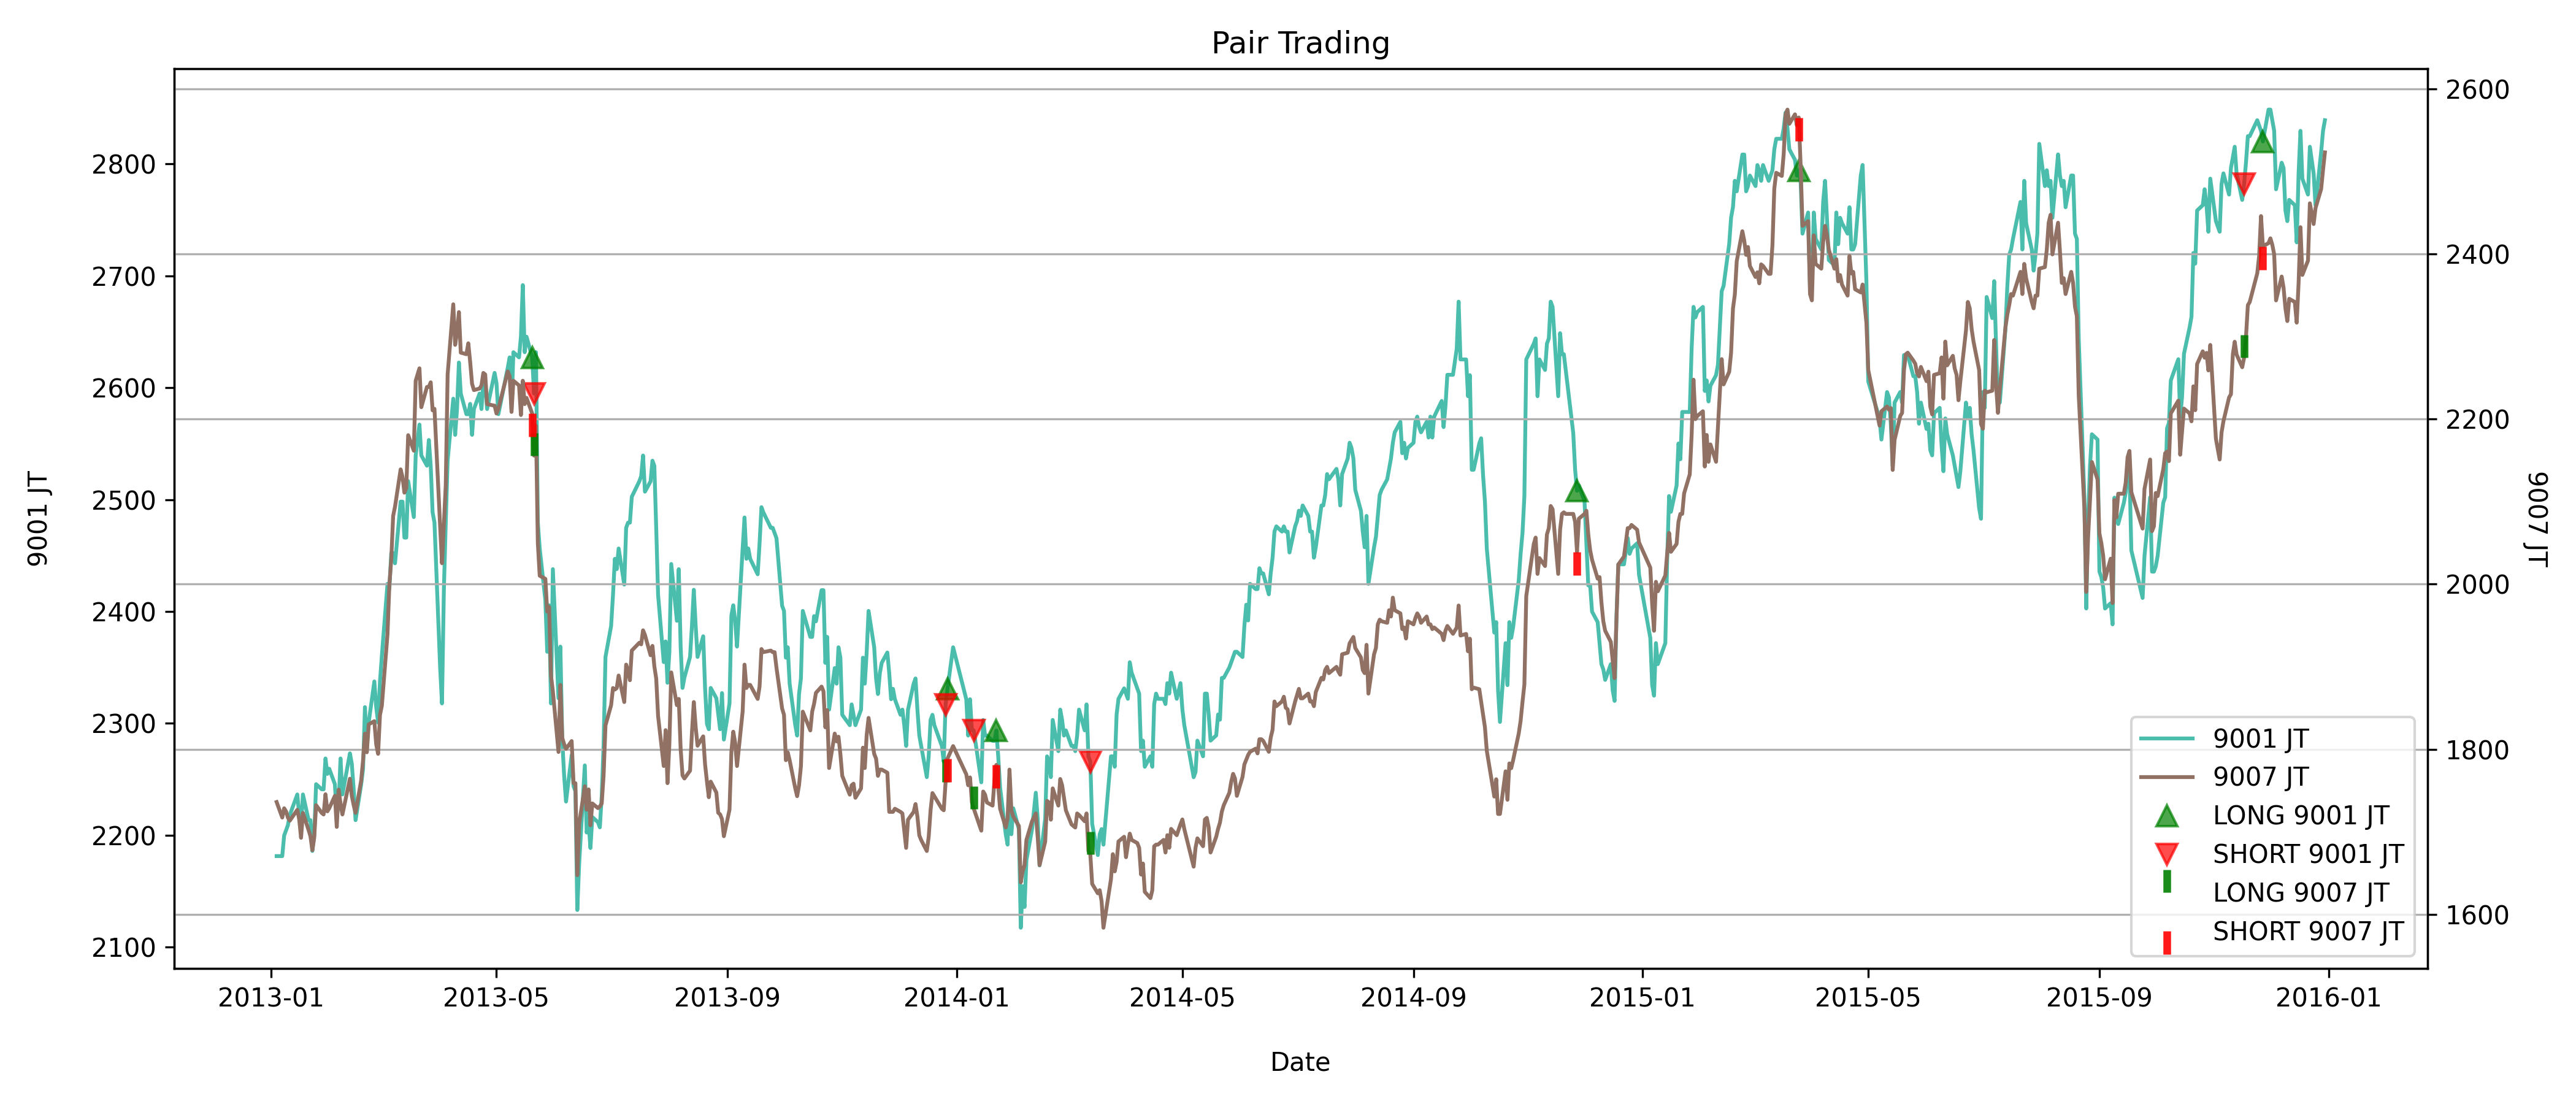 Pair Trading
2800
2700
2600
2500
2400
2300
2200
2100
9001 JT
2600
2400
2200
2000
1800
1600
9007 JT
9001 JT
9007 JT
LONG 9001 JT
SHORT 9001 JT
LONG 9007 JT
SHORT 9007 JT
2013-01 2013-05 2013-09 2014-01 2014-05 2014-09 2015-01 2015-05 2015-09 2016-01
Date